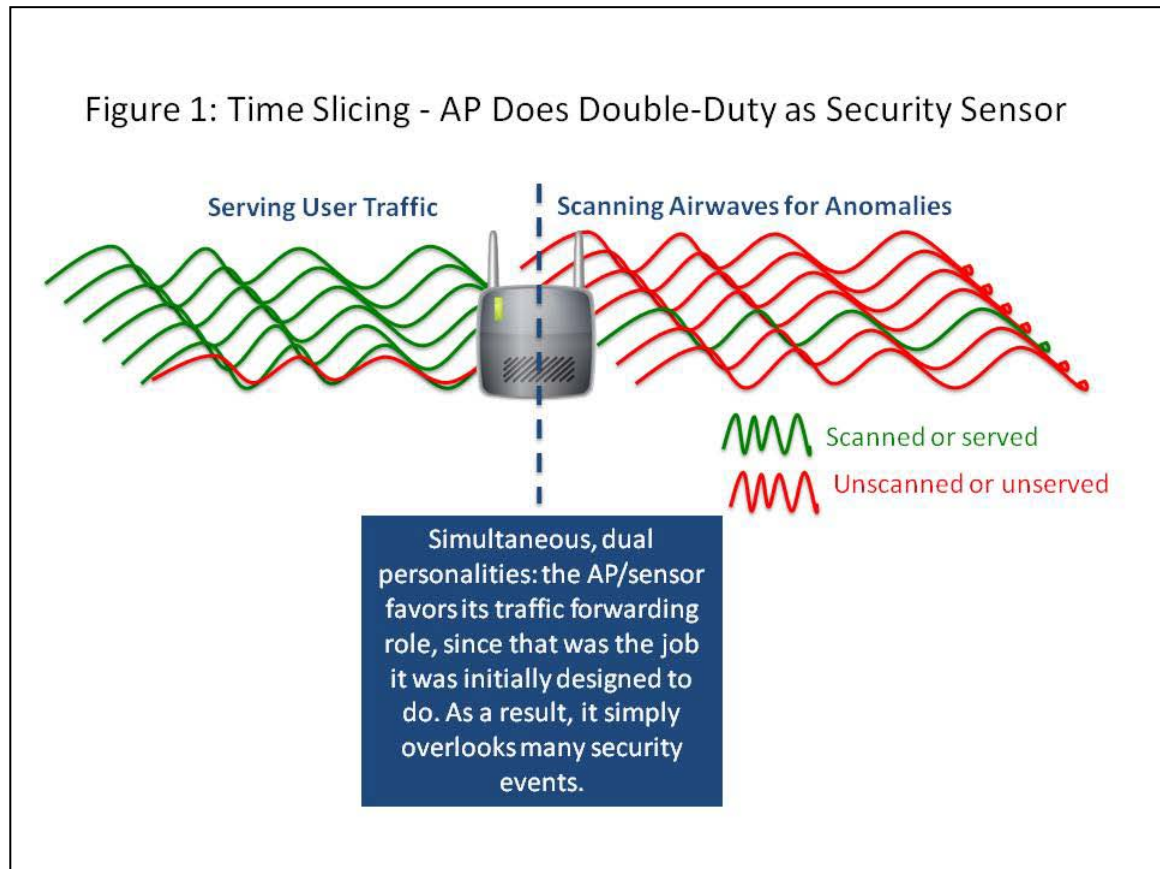 Figure 1: Time Slicing - AP Does Double-Duty as Security Sensor
Serving User Traffic
Scanning Airwaves for Anomalies
Scanned or served
Unscanned or unserved
Simultaneous, dual
personalities: the AP/sensor
favors its traffic forwarding
role, since that was the job
it was initially designed to
do. As a result, it simply
overlooks many security
events.